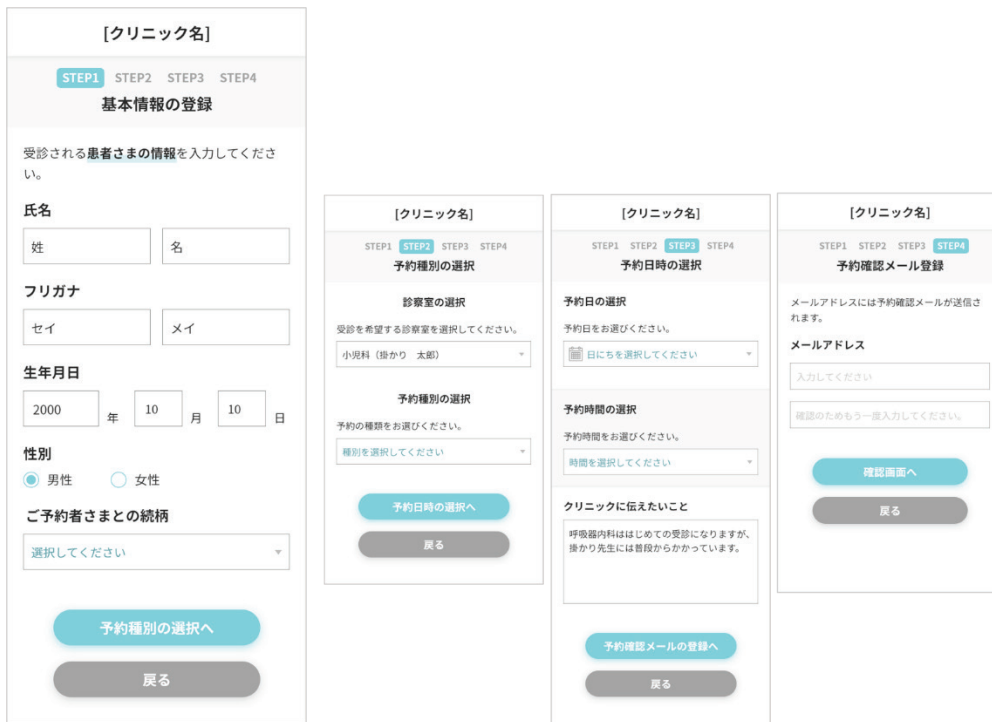 [クリニック名]
STEP1 STEP2 STEP3 STEP4
基本情報の登録
受診される患者さまの情報を入力してくださ
い。
氏名
姓 名
フリガナ
セイ メイ
生年月日
2000 年 10 月 10 日
性別
男性 女性
ご予約者さまとの続柄
選択してください
予約種別の選択へ
戻る
[クリニック名]
STEP1 STEP2 STEP3 STEP4
予約種別の選択
診察室の選択
受診を希望する診察室を選択してください。
小児科（掛かり　太郎）
予約種別の選択
予約の種類をお選びください。
種別を選択してください
予約日時の選択へ
戻る
[クリニック名]
STEP1 STEP2 STEP3 STEP4
予約日時の選択
予約日の選択
予約日をお選びください。
日にちを選択してください
予約時間の選択
予約時間をお選びください。
時間を選択してください
クリニックに伝えたいこと
呼吸器内科ははじめての受診になりますが、
掛かり先生には普段からかかっています。
予約確認メールの登録へ
戻る
[クリニック名]
STEP1 STEP2 STEP3 STEP4
予約確認メール登録
メールアドレスには予約確認メールが送信さ
れます。
メールアドレス
入力してください
確認のためもう一度入力してください。
確認画面へ
戻る